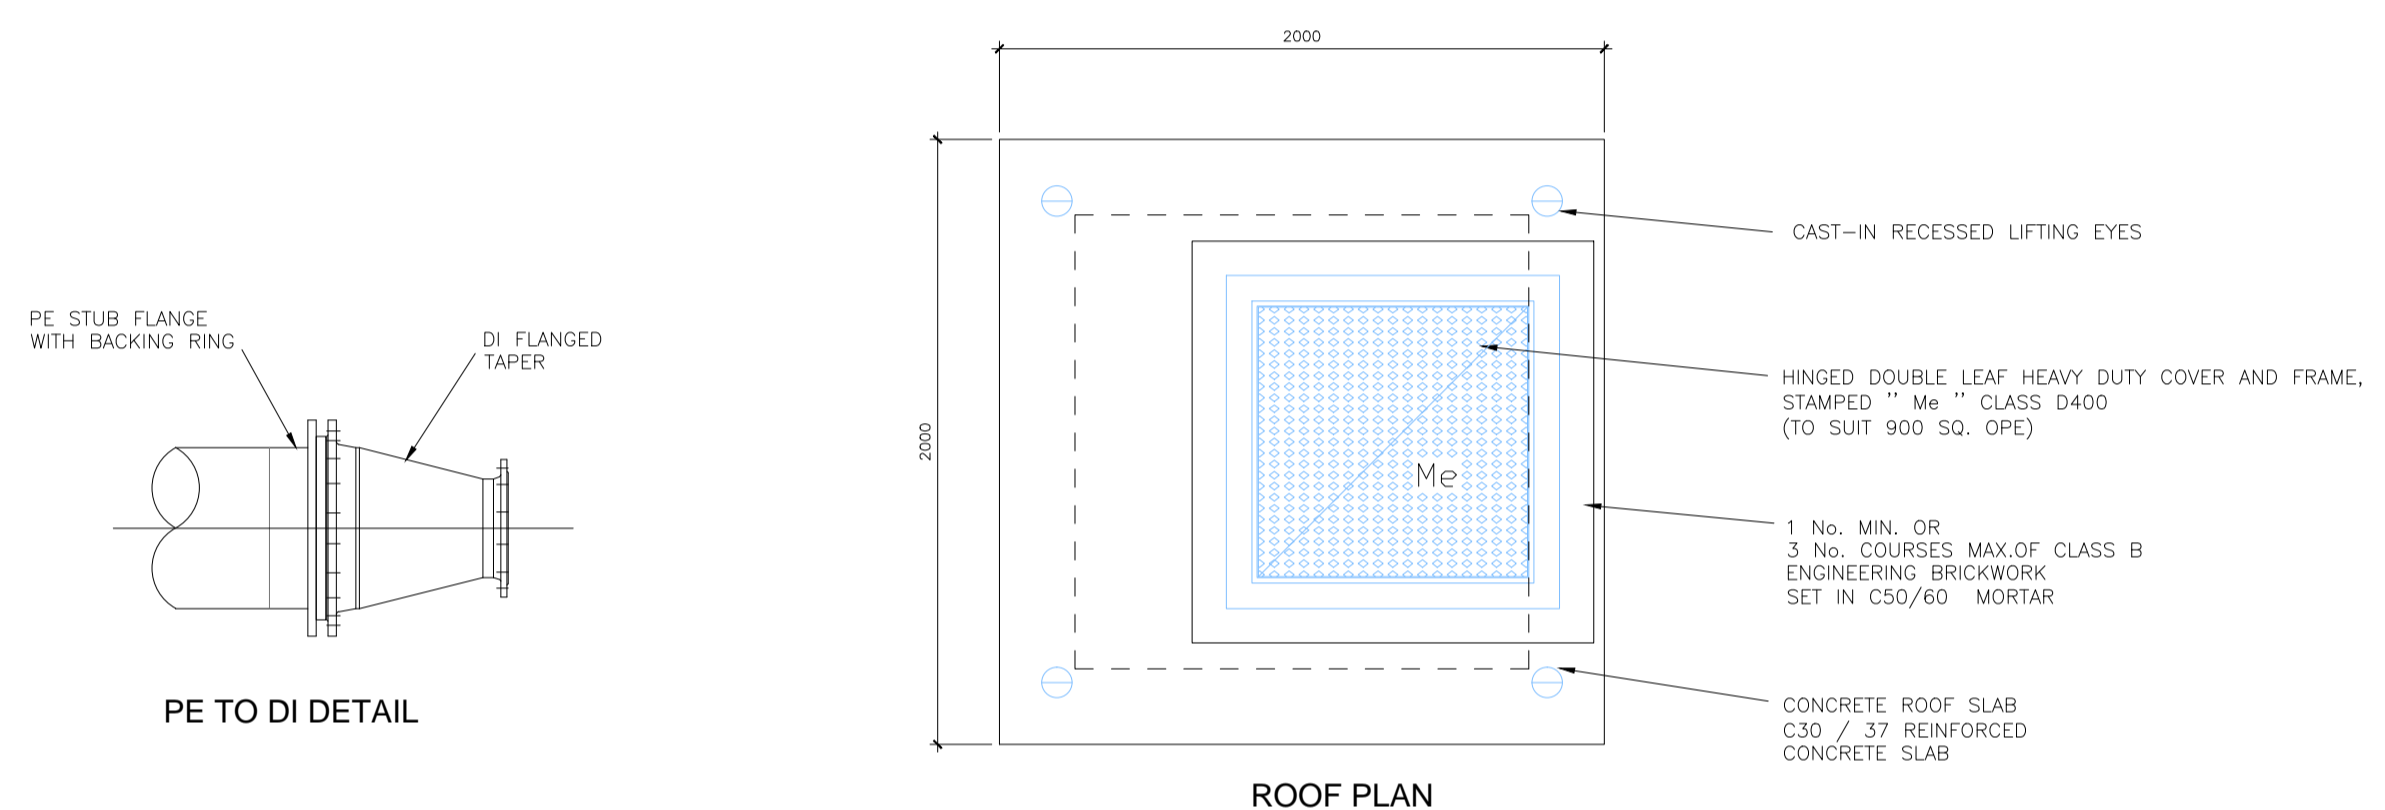 PE STUB FLANGE
WITH BACKING RING
DI FLANGED
TAPER
PE TO DI DETAIL
2000
2000
CAST-IN RECESSED LIFTING EYES
HINGED DOUBLE LEAF HEAVY DUTY COVER AND FRAME,
STAMPED " Me " CLASS D400
(TO SUIT 900 SQ. OPE)
Me
1 No. MIN. OR
3 No. COURSES MAX.OF CLASS B
ENGINEERING BRICKWORK
SET IN C50/60 MORTAR
CONCRETE ROOF SLAB
C30 / 37 REINFORCED
CONCRETE SLAB
ROOF PLAN